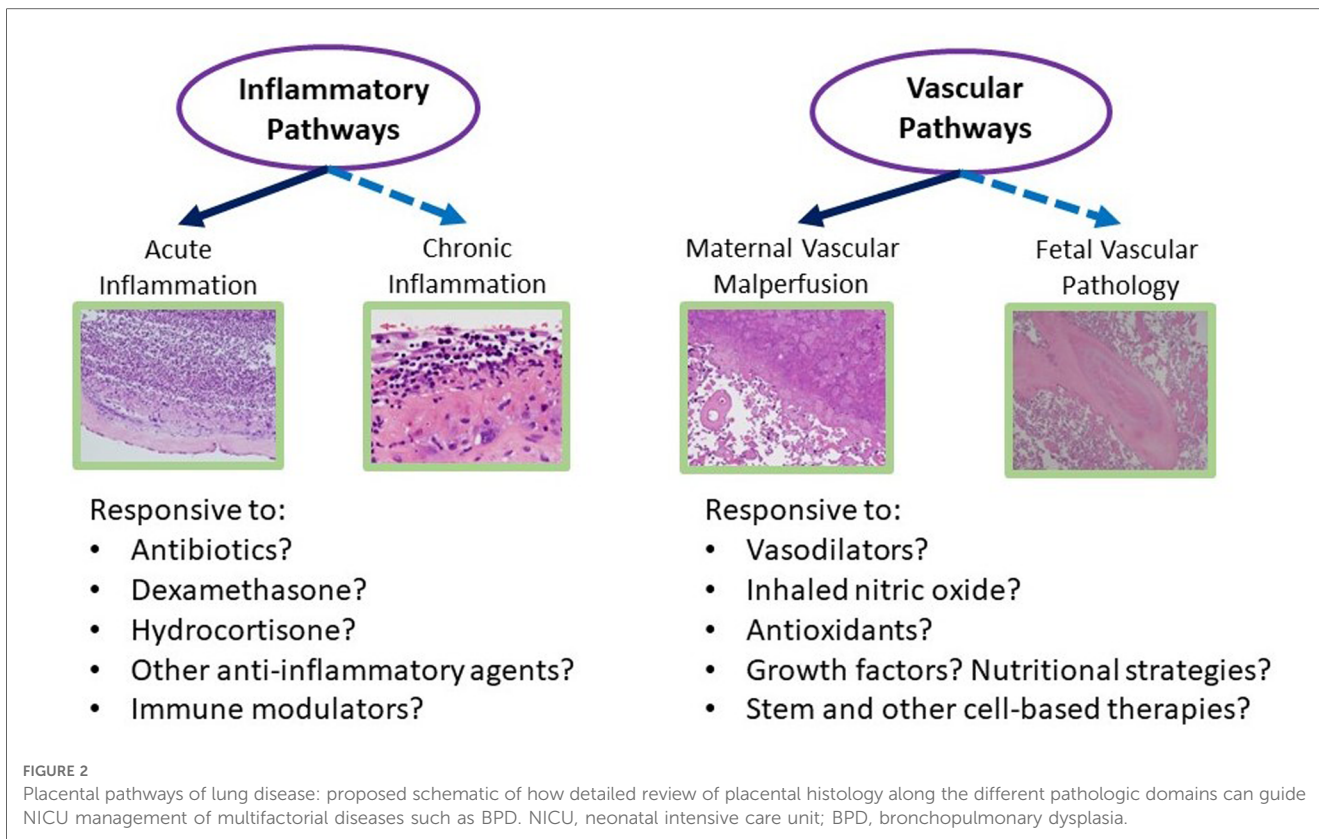 Inflammatory
Pathways
Vascular
Pathways
Acute
Inflammation
Chronic
Inflammation
Maternal Vascular
Malperfusion
Fetal Vascular
Pathology
Responsive to:
• Antibiotics?
• Dexamethasone?
• Hydrocortisone?
• Other anti-inflammatory agents?
• Immune modulators?
Responsive to:
• Vasodilators?
• Inhaled nitric oxide?
• Antioxidants?
• Growth factors? Nutritional strategies?
• Stem and other cell-based therapies?
FIGURE 2
Placental pathways of lung disease: proposed schematic of how detailed review of placental histology along the different pathologic domains can guide
NICU management of multifactorial diseases such as BPD. NICU, neonatal intensive care unit; BPD, bronchopulmonary dysplasia.